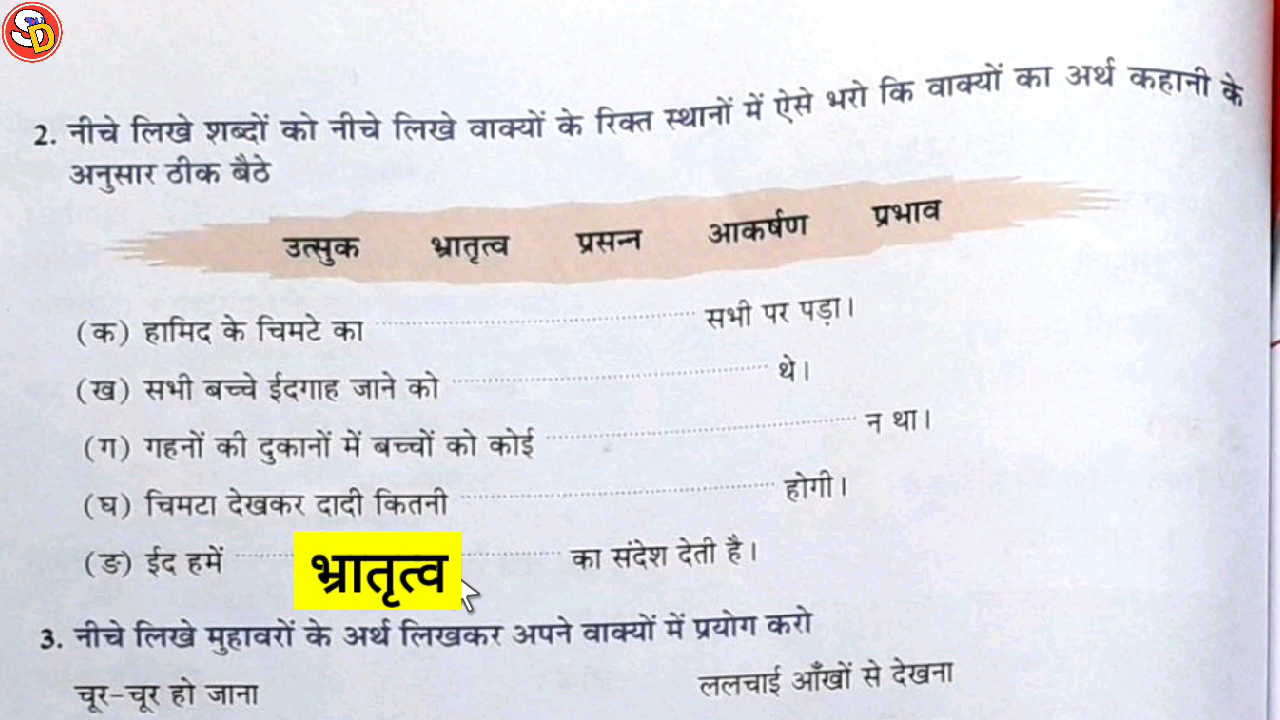 SD
2. नीचे लिखे शब्दों को नीचे लिखे वाक्यों के रिक्त स्थानों में ऐसे भरो कि वाक्यों का अर्थ कहानी के
अनुसार ठीक बैठे
उत्सुक भ्रातृत्व प्रसन्न आकर्षण प्रभाव
(क) हामिद के चिमटे का ........ सभी पर पड़ा।
(ख) सभी बच्चे ईदगाह जाने को ........ थे।
(ग) गहनों की दुकानों में बच्चों को कोई ........ न था।
(घ) चिमटा देखकर दादी कितनी ........ होगी।
(ङ) ईद हमें ... भ्रातृत्व ... का संदेश देती है।
3. नीचे लिखे मुहावरों के अर्थ लिखकर अपने वाक्यों में प्रयोग करो
चूर-चूर हो जाना ललचाई आँखों से देखना